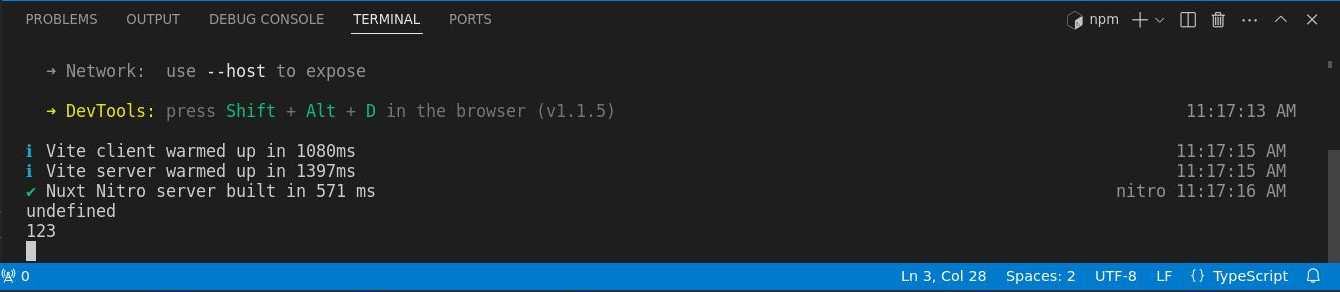 PROBLEMS OUTPUT DEBUG CONSOLE TERMINAL PORTS npm
➜ Network: use --host to expose
➜ DevTools: press Shift + Alt + D in the browser (v1.1.5) 11:17:13 AM
ℹ Vite client warmed up in 1080ms 11:17:15 AM
ℹ Vite server warmed up in 1397ms 11:17:15 AM
✔ Nuxt Nitro server built in 571 ms nitro 11:17:16 AM
undefined
123
0 Ln 3, Col 28 Spaces: 2 UTF-8 LF {} TypeScript